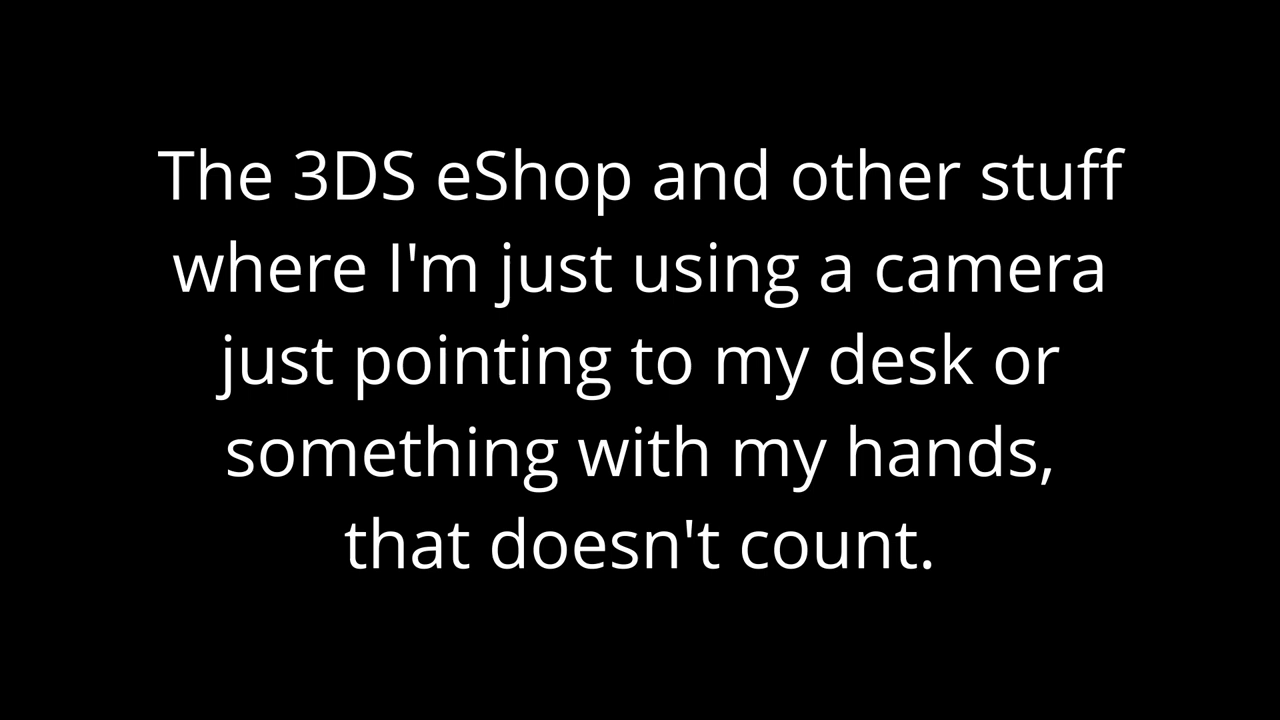 The 3DS eShop and other stuff
where I'm just using a camera
just pointing to my desk or
something with my hands,
that doesn't count.